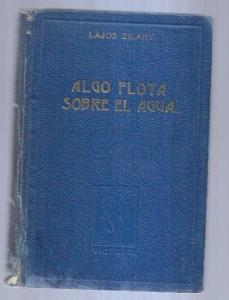 LAJOS ZILAHY
ALGO FLOTA
SOBRE EL AGUA...